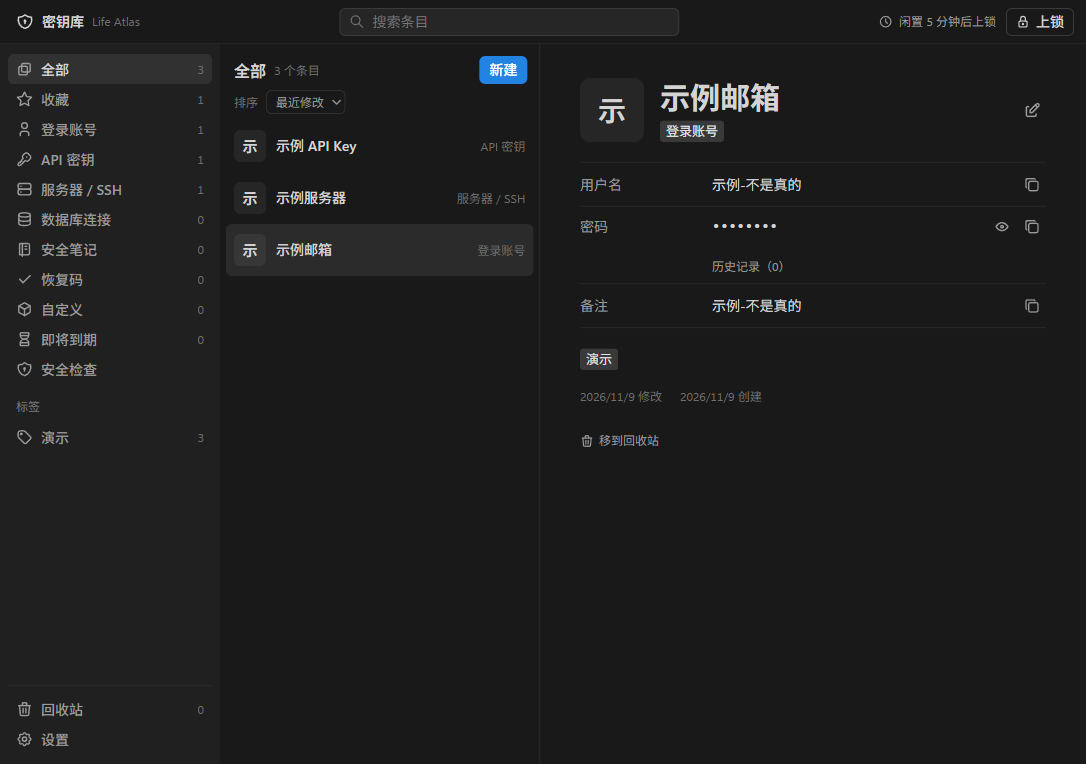 密钥库 Life Atlas
搜索条目
闲置 5 分钟后上锁
上锁
全部 3
收藏 1
登录账号 1
API 密钥 1
服务器 / SSH 1
数据库连接 0
安全笔记 0
恢复码 0
自定义 0
即将到期 0
安全检查
标签
演示 3
回收站 0
设置
全部 3 个条目
新建
排序 最近修改
示 示例 API Key API 密钥
示 示例服务器 服务器 / SSH
示 示例邮箱 登录账号
示
示例邮箱
登录账号
用户名 示例-不是真的
密码 ••••••••
历史记录（0）
备注 示例-不是真的
演示
2026/11/9 修改 2026/11/9 创建
移到回收站